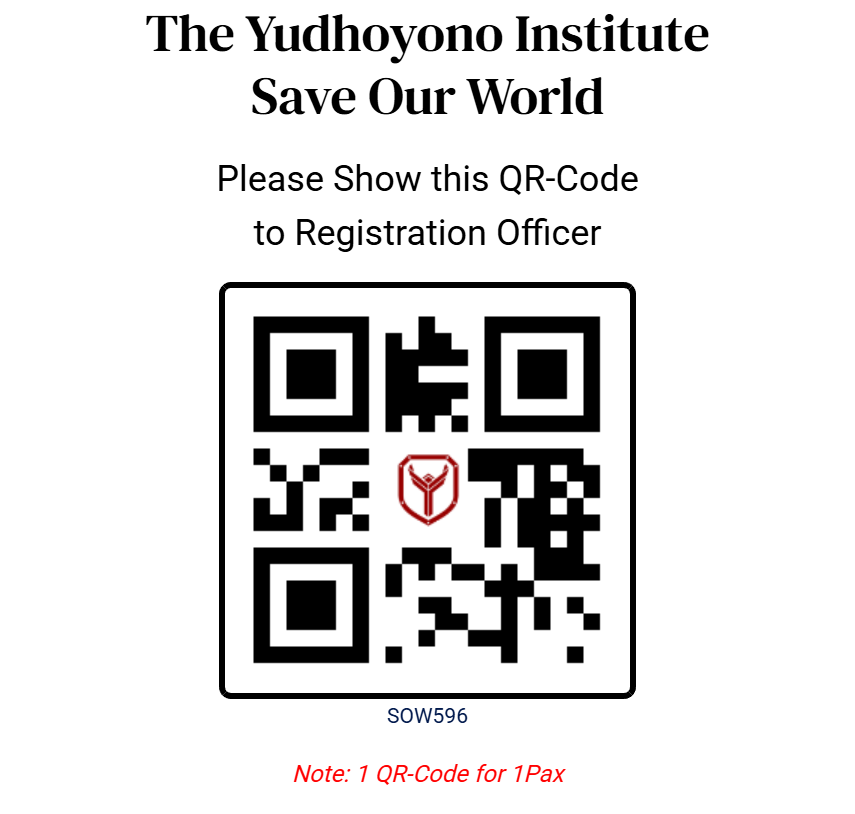 The Yudhoyono Institute
Save Our World
Please Show this QR-Code
to Registration Officer
SOW596
Note: 1 QR-Code for 1Pax